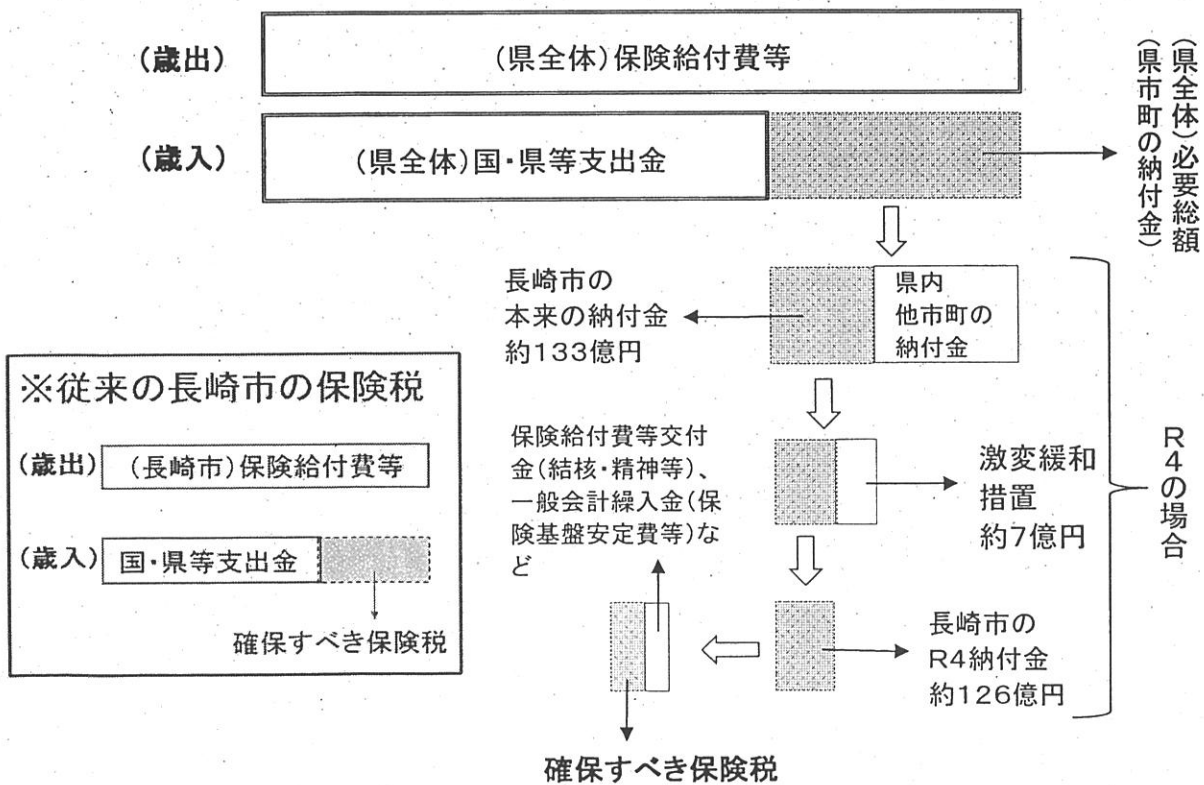 (歳出)
(県全体)保険給付費等
(歳入)
(県全体)国・県等支出金
(県全体)必要総額
(県市町の納付金)
長崎市の
本来の納付金
約133億円
県内
他市町の
納付金
激変緩和
措置
約7億円
R4の場合
保険給付費等交付
金(結核・精神等)、
一般会計繰入金(保
険基盤安定費等)な
ど
長崎市の
R4納付金
約126億円
確保すべき保険税
※従来の長崎市の保険税
(歳出)
(長崎市)保険給付費等
(歳入)
国・県等支出金
確保すべき保険税